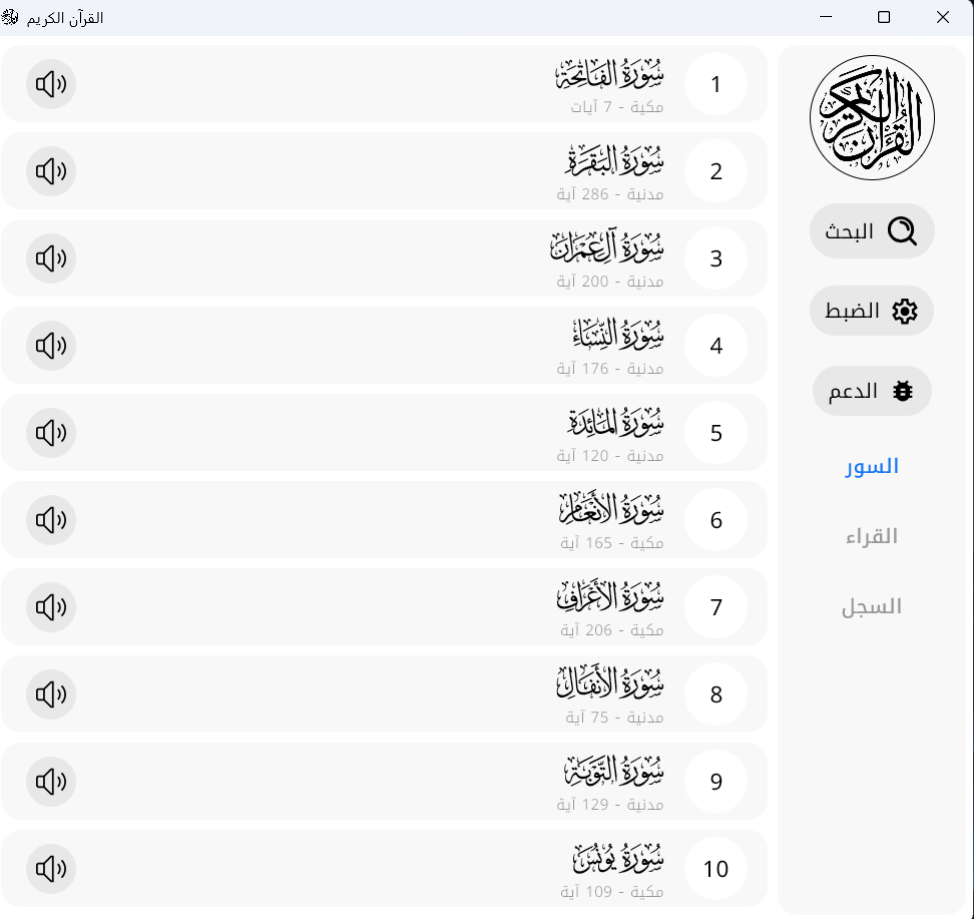 القرآن الكريم
القرآن الكريم
البحث
الضبط
الدعم
السور
القراء
السجل
1
سُورَةُ الفَاتِحَةِ
مكية - 7 آيات
2
سُورَةُ البَقَرَةِ
مدنية - 286 آية
3
سُورَةُ آلِ عِمْرَانَ
مدنية - 200 آية
4
سُورَةُ النِّسَاءِ
مدنية - 176 آية
5
سُورَةُ المَائِدَةِ
مدنية - 120 آية
6
سُورَةُ الأَنْعَامِ
مكية - 165 آية
7
سُورَةُ الأَعْرَافِ
مكية - 206 آية
8
سُورَةُ الأَنفَالِ
مدنية - 75 آية
9
سُورَةُ التَّوْبَةِ
مدنية - 129 آية
10
سُورَةُ يُونُسَ
مكية - 109 آية